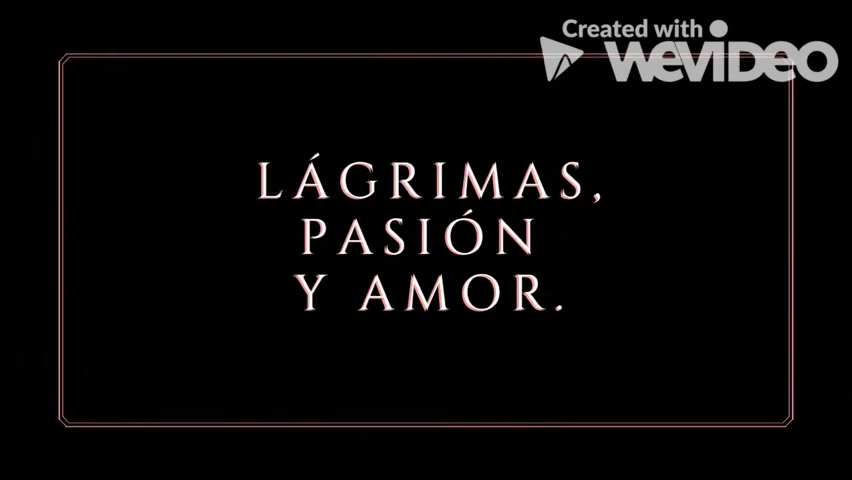 Created with
WEVIDEO
LÁGRIMAS,
PASIÓN
Y AMOR.